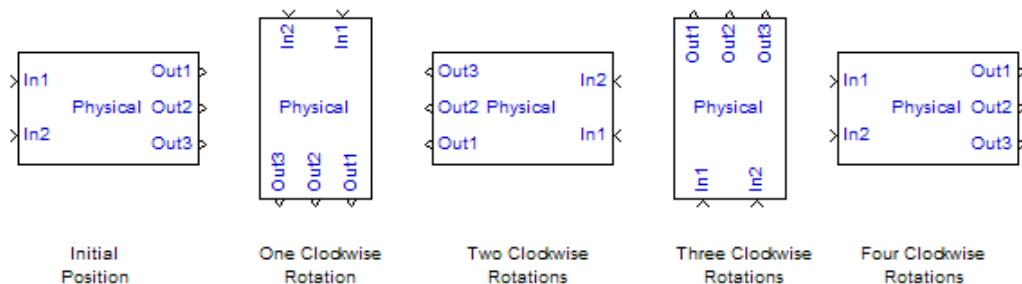 In1
In2
Physical
Out1
Out2
Out3
Initial
Position
In2
In1
Physical
Out3
Out2
Out1
One Clockwise
Rotation
Out3
Out2
Out1
Physical
In2
In1
Two Clockwise
Rotations
Out1
Out2
Out3
Physical
In1
In2
Three Clockwise
Rotations
In1
In2
Physical
Out1
Out2
Out3
Four Clockwise
Rotations